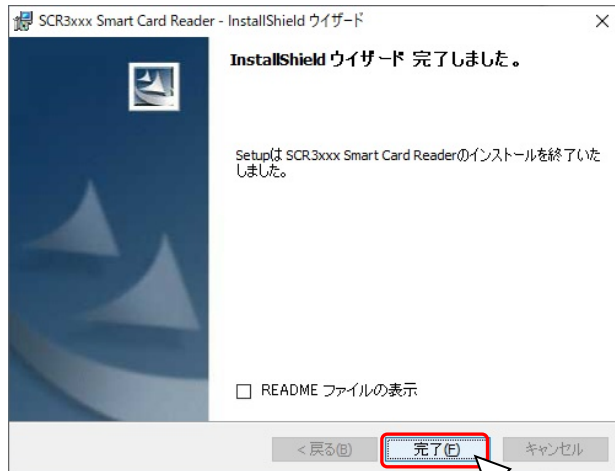 SCR3xxx Smart Card Reader - InstallShield ウィザード
InstallShield ウィザード 完了しました。
Setupは SCR3xxx Smart Card Readerのインストールを終了いた
しました。
README ファイルの表示
< 戻る(B)
完了(F)
キャンセル